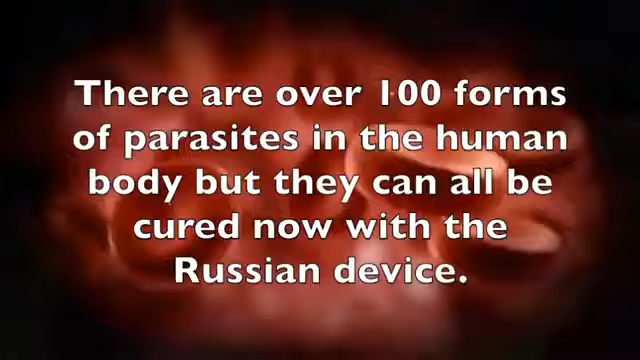 There are over 100 forms
of parasites in the human
body but they can all be
cured now with the
Russian device.